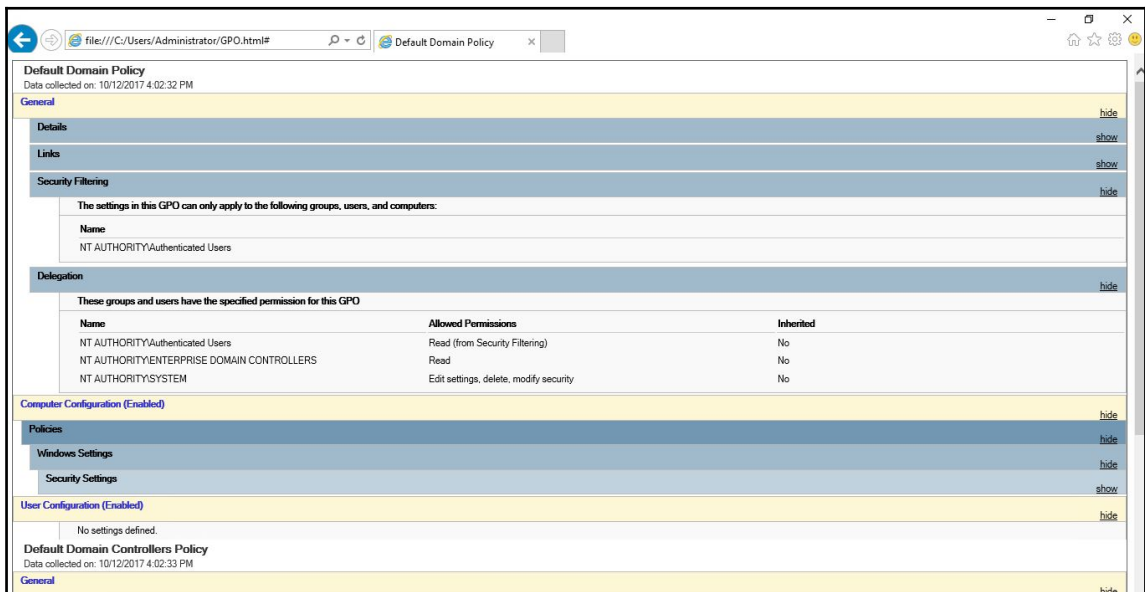 file:///C:/Users/Administrator/GPO.html#
Default Domain Policy
Default Domain Policy
Data collected on: 10/12/2017 4:02:32 PM
General
hide
Details
show
Links
show
Security Filtering
hide
The settings in this GPO can only apply to the following groups, users, and computers:
Name
NT AUTHORITY\Authenticated Users
Delegation
hide
These groups and users have the specified permission for this GPO
Name Allowed Permissions Inherited
NT AUTHORITY\Authenticated Users Read (from Security Filtering) No
NT AUTHORITY\ENTERPRISE DOMAIN CONTROLLERS Read No
NT AUTHORITY\SYSTEM Edit settings, delete, modify security No
Computer Configuration (Enabled)
hide
Policies
hide
Windows Settings
hide
Security Settings
show
User Configuration (Enabled)
hide
No settings defined.
Default Domain Controllers Policy
Data collected on: 10/12/2017 4:02:33 PM
General
hide